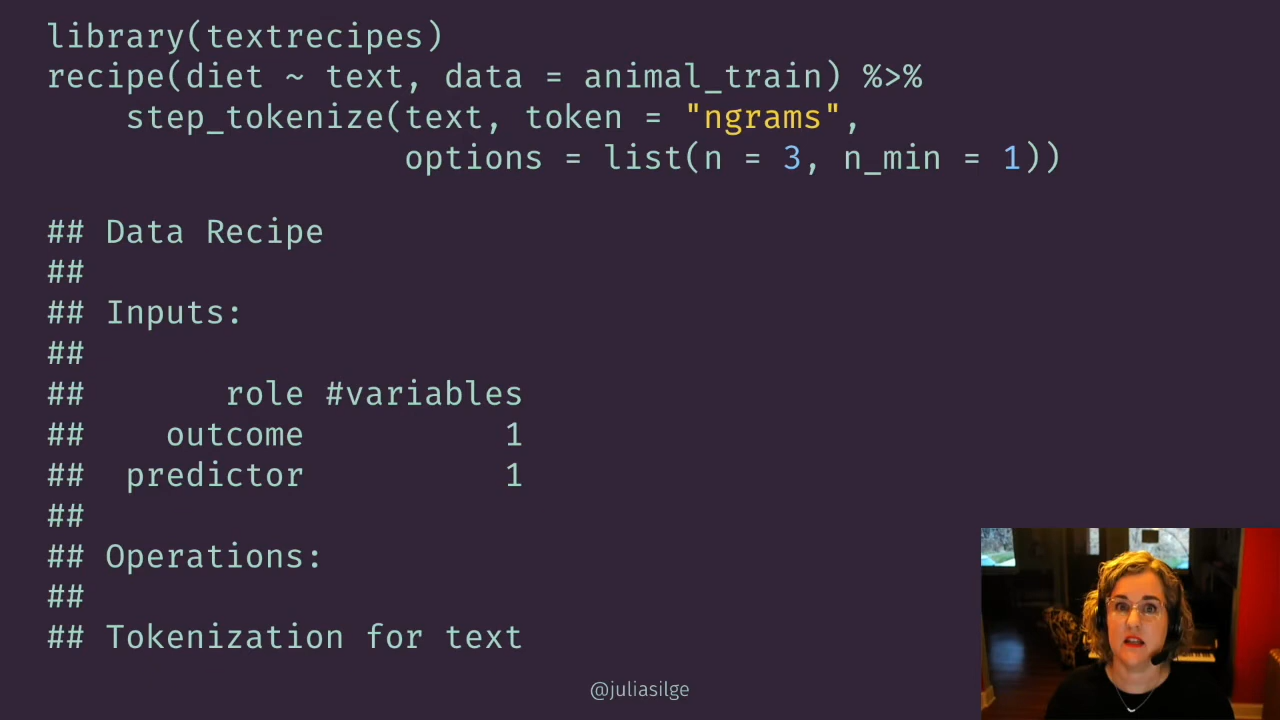 library(textrecipes)
recipe(diet ~ text, data = animal_train) %>%
    step_tokenize(text, token = "ngrams",
                  options = list(n = 3, n_min = 1))
## Data Recipe
##
## Inputs:
##
##       role #variables
##    outcome          1
##  predictor          1
##
## Operations:
##
## Tokenization for text
@juliasilge